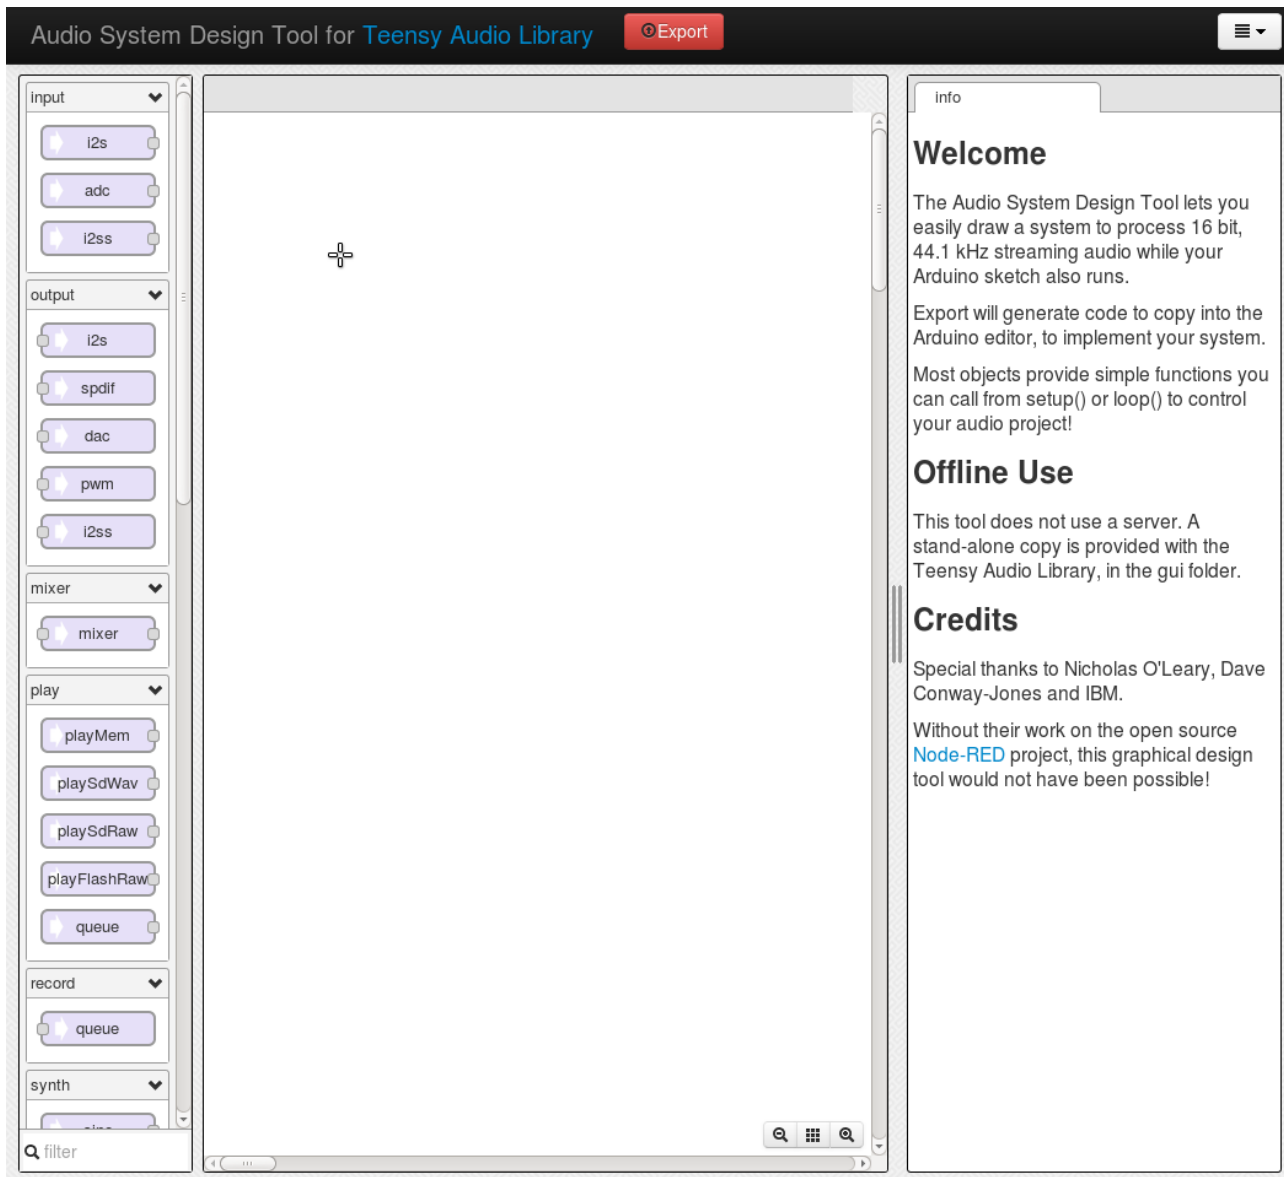 Audio System Design Tool for Teensy Audio Library
Export
input
i2s
adc
i2ss
output
i2s
spdif
dac
pwm
i2ss
mixer
mixer
play
playMem
playSdWav
playSdRaw
playFlashRaw
queue
record
queue
synth
filter
info
Welcome
The Audio System Design Tool lets you
easily draw a system to process 16 bit,
44.1 kHz streaming audio while your
Arduino sketch also runs.
Export will generate code to copy into the
Arduino editor, to implement your system.
Most objects provide simple functions you
can call from setup() or loop() to control
your audio project!
Offline Use
This tool does not use a server. A
stand-alone copy is provided with the
Teensy Audio Library, in the gui folder.
Credits
Special thanks to Nicholas O'Leary, Dave
Conway-Jones and IBM.
Without their work on the open source
Node-RED project, this graphical design
tool would not have been possible!